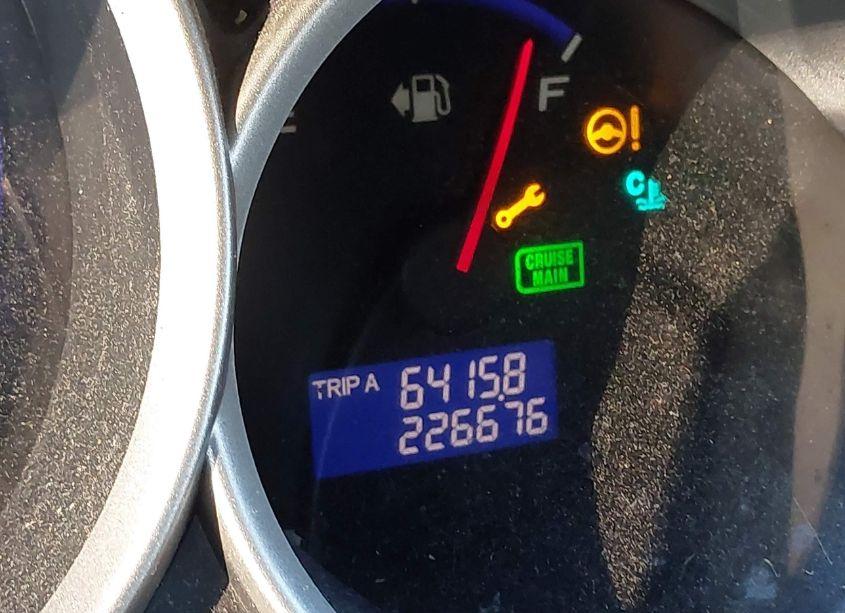 E
F
!
C
CRUISE
MAIN
TRIP A 6415.8
226676